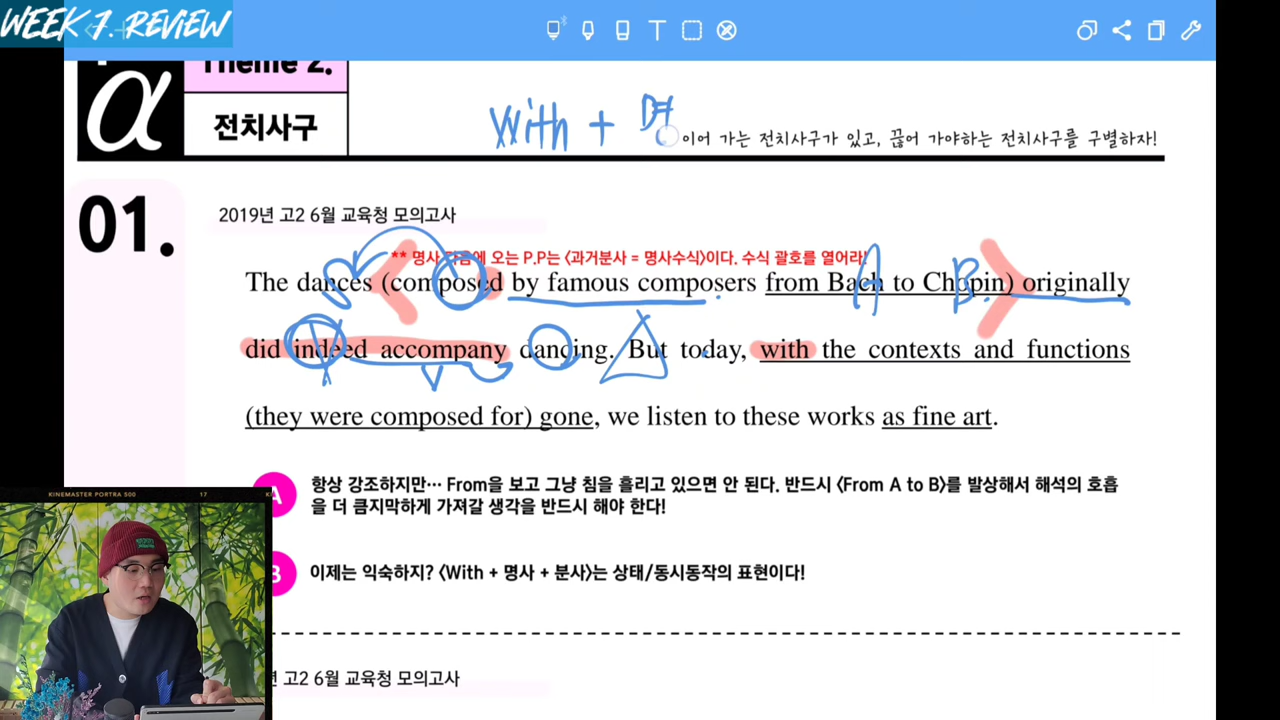 WEEK 7. REVIEW
T
Theme 2.
α
전치사구
With + 명
이어 가는 전치사구가 있고, 끊어 가야하는 전치사구를 구별하자!
01.
2019년 고2 6월 교육청 모의고사
** 명사 다음에 오는 P.P는 <과거분사 = 명사수식>이다. 수식 괄호를 열어라!
A B
The dances (composed by famous composers from Bach to Chopin) originally
did indeed accompany dancing. But today, with the contexts and functions
V
(they were composed for) gone, we listen to these works as fine art.
A 항상 강조하지만… From을 보고 그냥 침을 흘리고 있으면 안 된다. 반드시 <From A to B>를 발상해서 해석의 호흡
을 더 큼지막하게 가져갈 생각을 반드시 해야 한다!
B 이제는 익숙하지? <With + 명사 + 분사>는 상태/동시동작의 표현이다!
KINEMASTER PORTRA 500 17
년 고2 6월 교육청 모의고사